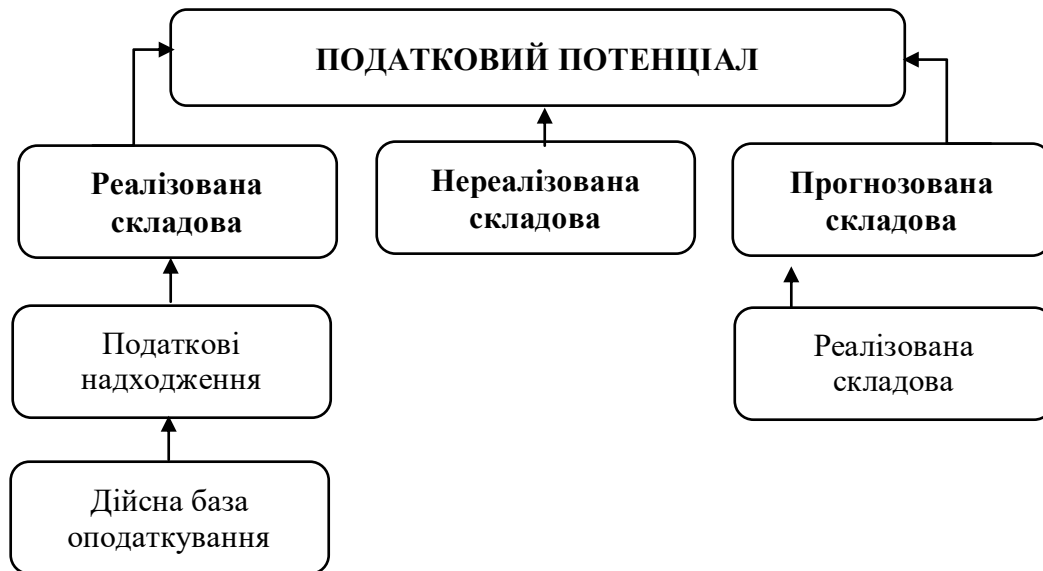 ПОДАТКОВИЙ ПОТЕНЦІАЛ
Реалізована
складова
Нереалізована
складова
Прогнозована
складова
Податкові
надходження
Реалізована
складова
Дійсна база
оподаткування